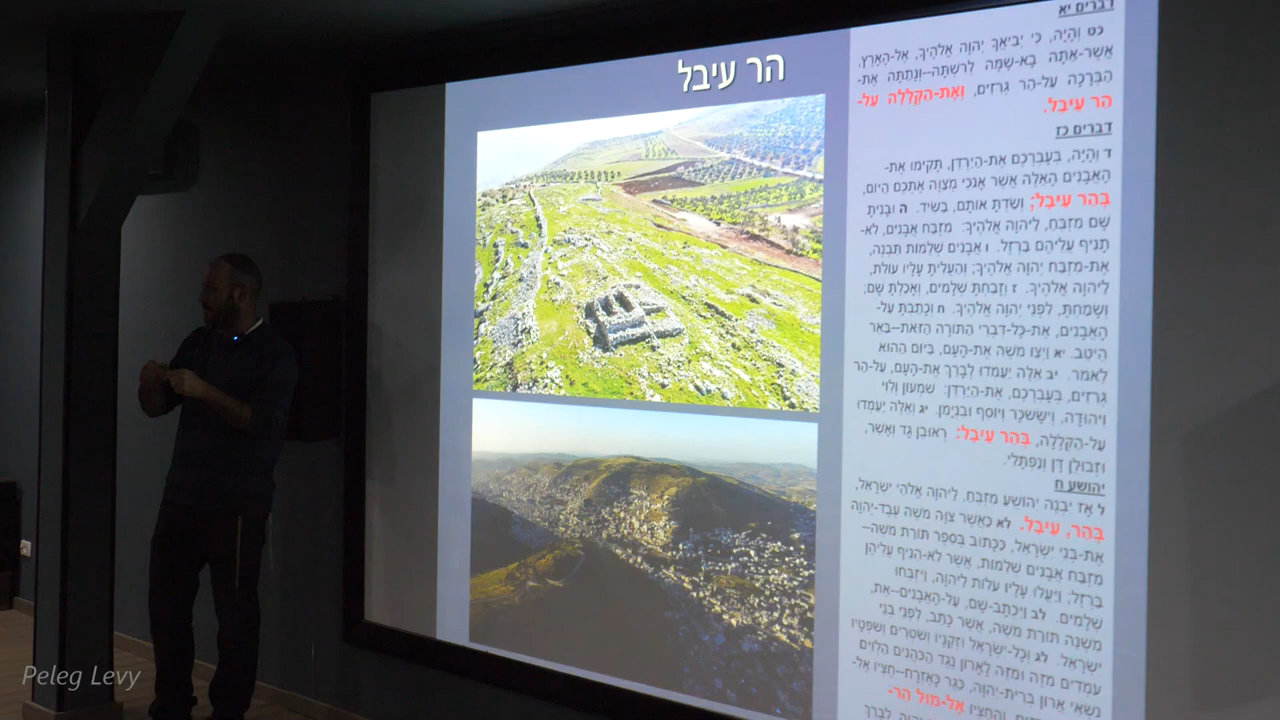 הר עיבל
דברים יא
כט וְהָיָה, כִּי יְבִיאֲךָ יְהוָה אֱלֹהֶיךָ, אֶל-הָאָרֶץ,
אֲשֶׁר-אַתָּה בָא-שָׁמָּה לְרִשְׁתָּהּ--וְנָתַתָּה אֶת-
הַבְּרָכָה עַל-הַר גְּרִזִים, וְאֶת-הַקְּלָלָה עַל-
הַר עֵיבָל.
דברים כז
ד וְהָיָה, בְּעָבְרְכֶם אֶת-הַיַּרְדֵּן, תָּקִימוּ אֶת-
הָאֲבָנִים הָאֵלֶּה אֲשֶׁר אָנֹכִי מְצַוֶּה אֶתְכֶם הַיּוֹם,
בְּהַר עֵיבָל; וְשַׂדְתָּ אוֹתָם, בַּשִּׂיד. ה וּבָנִיתָ
שָּׁם מִזְבֵּחַ, לַיהוָה אֱלֹהֶיךָ: מִזְבַּח אֲבָנִים, לֹא-
תָנִיף עֲלֵיהֶם בַּרְזֶל. ו אֲבָנִים שְׁלֵמוֹת תִּבְנֶה,
אֶת-מִזְבַּח יְהוָה אֱלֹהֶיךָ; וְהַעֲלִיתָ עָלָיו עוֹלֹת,
לַיהוָה אֱלֹהֶיךָ. ז וְזָבַחְתָּ שְׁלָמִים, וְאָכַלְתָּ שָּׁם;
וְשָׂמַחְתָּ, לִפְנֵי יְהוָה אֱלֹהֶיךָ. ח וְכָתַבְתָּ עַל-
הָאֲבָנִים, אֶת-כָּל-דִּבְרֵי הַתּוֹרָה הַזֹּאת--בַּאֵר
הֵיטֵב. יא וַיְצַו מֹשֶׁה אֶת-הָעָם, בַּיּוֹם הַהוּא
לֵאמֹר. יב אֵלֶּה יַעַמְדוּ לְבָרֵךְ אֶת-הָעָם, עַל-הַר
גְּרִזִים, בְּעָבְרְכֶם, אֶת-הַיַּרְדֵּן: שִׁמְעוֹן וְלֵוִי
וִיהוּדָה, וְיִשָּׂשכָר וְיוֹסֵף וּבִנְיָמִן. יג וְאֵלֶּה יַעַמְדוּ
עַל-הַקְּלָלָה, בְּהַר עֵיבָל: רְאוּבֵן גָּד וְאָשֵׁר,
וּזְבוּלֻן דָּן וְנַפְתָּלִי.
יהושע ח
ל אָז יִבְנֶה יְהוֹשֻׁעַ מִזְבֵּחַ, לַיהוָה אֱלֹהֵי יִשְׂרָאֵל,
בְּהַר, עֵיבָל. לא כַּאֲשֶׁר צִוָּה מֹשֶׁה עֶבֶד-יְהוָה
אֶת-בְּנֵי יִשְׂרָאֵל, כַּכָּתוּב בְּסֵפֶר תּוֹרַת מֹשֶׁה--
מִזְבַּח אֲבָנִים שְׁלֵמוֹת, אֲשֶׁר לֹא-הֵנִיף עֲלֵיהֶן
בַּרְזֶל; וַיַּעֲלוּ עָלָיו עֹלוֹת לַיהוָה, וַיִּזְבְּחוּ
שְׁלָמִים. לב וַיִּכְתָּב-שָׁם, עַל-הָאֲבָנִים--אֵת,
מִשְׁנֵה תּוֹרַת מֹשֶׁה, אֲשֶׁר כָּתַב, לִפְנֵי בְּנֵי
יִשְׂרָאֵל. לג וְכָל-יִשְׂרָאֵל וּזְקֵנָיו וְשֹׁטְרִים וְשֹׁפְטָיו
עֹמְדִים מִזֶּה וּמִזֶּה לָאָרוֹן נֶגֶד הַכֹּהֲנִים הַלְוִיִּם
נֹשְׂאֵי אֲרוֹן בְּרִית-יְהוָה, כַּגֵּר כָּאֶזְרָח--חֶצְיוֹ אֶל-
וְהַחֶצְיוֹ אֶל-מוּל הַר-
יְהוָה, לְבָרֵךְ
Peleg Levy